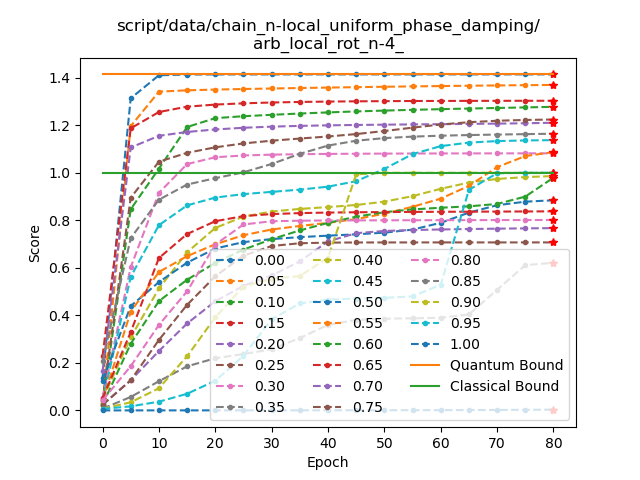 script/data/chain_n-local_uniform_phase_damping/
arb_local_rot_n-4_
Score
1.4
1.2
1.0
0.8
0.6
0.4
0.2
0.0
0.00 0.40 0.80
0.05 0.45 0.85
0.10 0.50 0.90
0.15 0.55 0.95
0.20 0.60 1.00
0.25 0.65 Quantum Bound
0.30 0.70 Classical Bound
0.35 0.75
0 10 20 30 40 50 60 70 80
Epoch